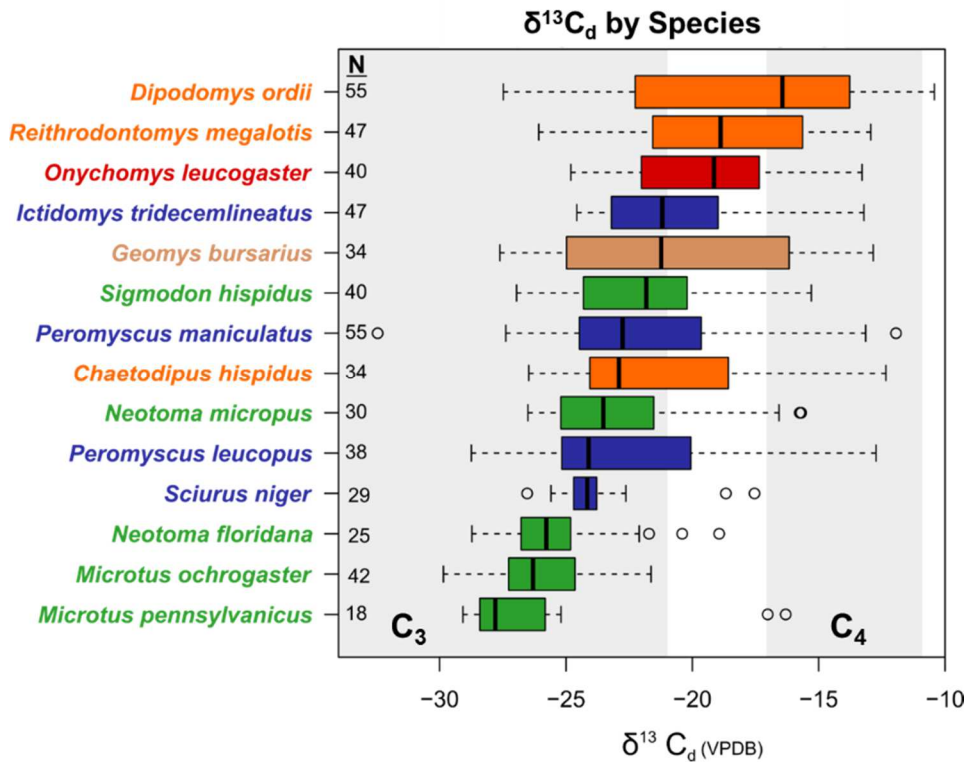 δ¹³C_d by Species
N
Dipodomys ordii 55
Reithrodontomys megalotis 47
Onychomys leucogaster 40
Ictidomys tridecemlineatus 47
Geomys bursarius 34
Sigmodon hispidus 40
Peromyscus maniculatus 55
Chaetodipus hispidus 34
Neotoma micropus 30
Peromyscus leucopus 38
Sciurus niger 29
Neotoma floridana 25
Microtus ochrogaster 42
Microtus pennsylvanicus 18
C₃ C₄
−30 −25 −20 −15 −10
δ¹³ C_d (VPDB)